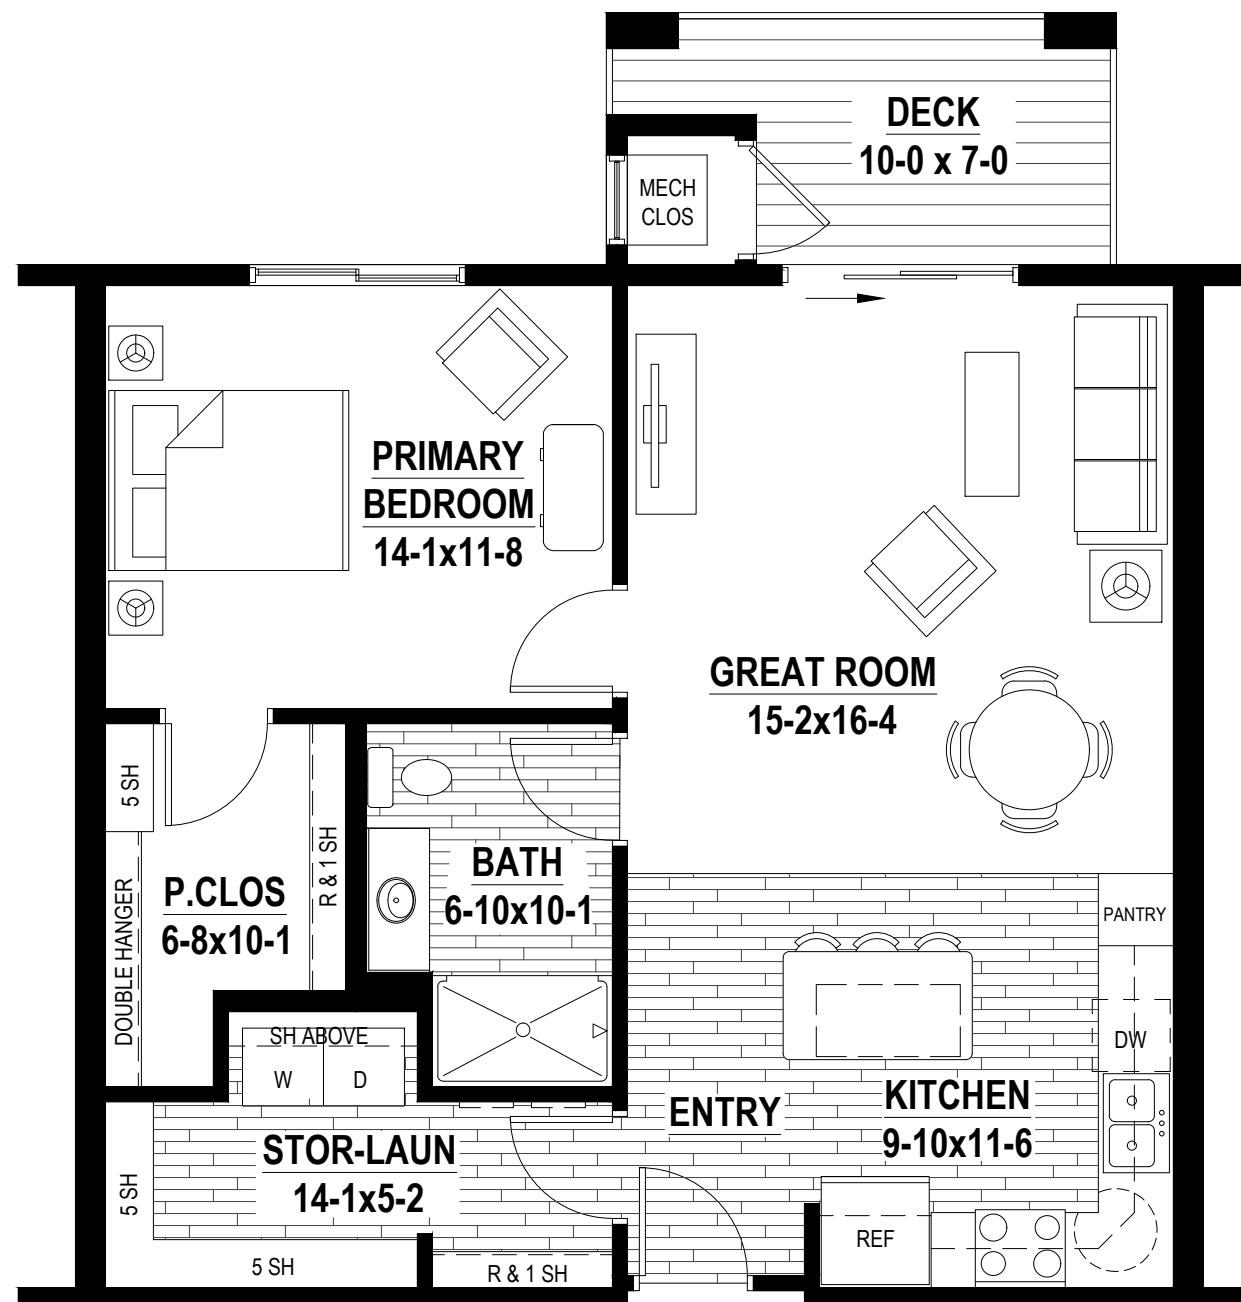 DECK
10-0 x 7-0
MECH
CLOS
PRIMARY
BEDROOM
14-1x11-8
GREAT ROOM
15-2x16-4
5 SH
R & 1 SH
BATH
6-10x10-1
P.CLOS
6-8x10-1
DOUBLE HANGER
PANTRY
SH ABOVE
W
D
DW
ENTRY
KITCHEN
9-10x11-6
STOR-LAUN
14-1x5-2
5 SH
5 SH
R & 1 SH
REF